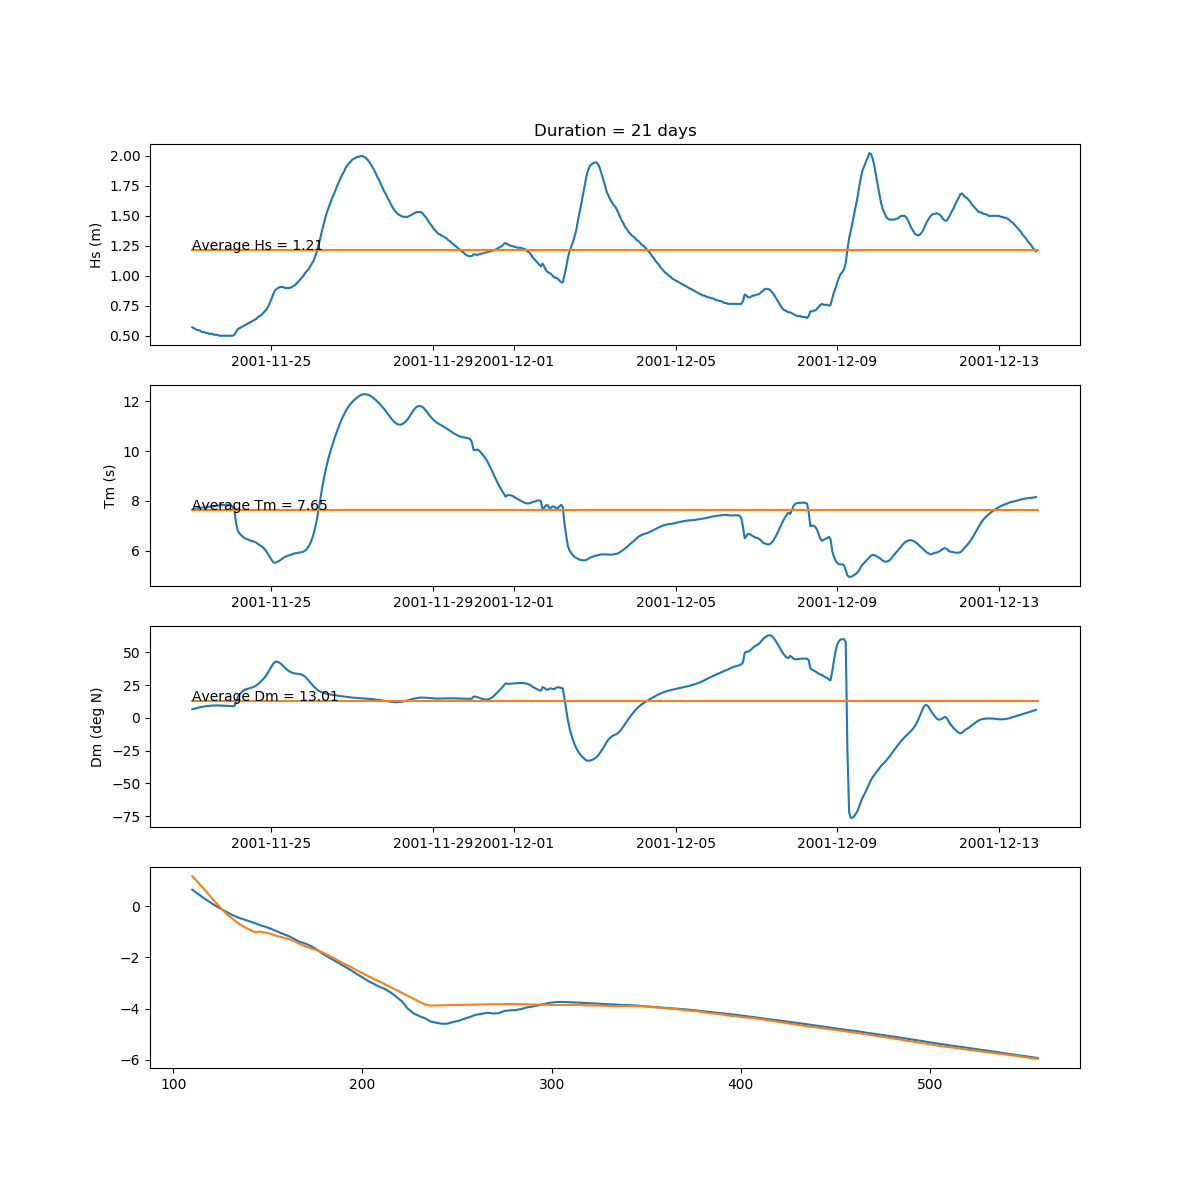 Duration = 21 days
Hs (m)
2.00
1.75
1.50
1.25
1.00
0.75
0.50
Average Hs = 1.21
2001-11-25 2001-11-29 2001-12-01 2001-12-05 2001-12-09 2001-12-13
Tm (s)
12
10
8
6
Average Tm = 7.65
2001-11-25 2001-11-29 2001-12-01 2001-12-05 2001-12-09 2001-12-13
Dm (deg N)
50
25
0
−25
−50
−75
Average Dm = 13.01
2001-11-25 2001-11-29 2001-12-01 2001-12-05 2001-12-09 2001-12-13
0
−2
−4
−6
100 200 300 400 500